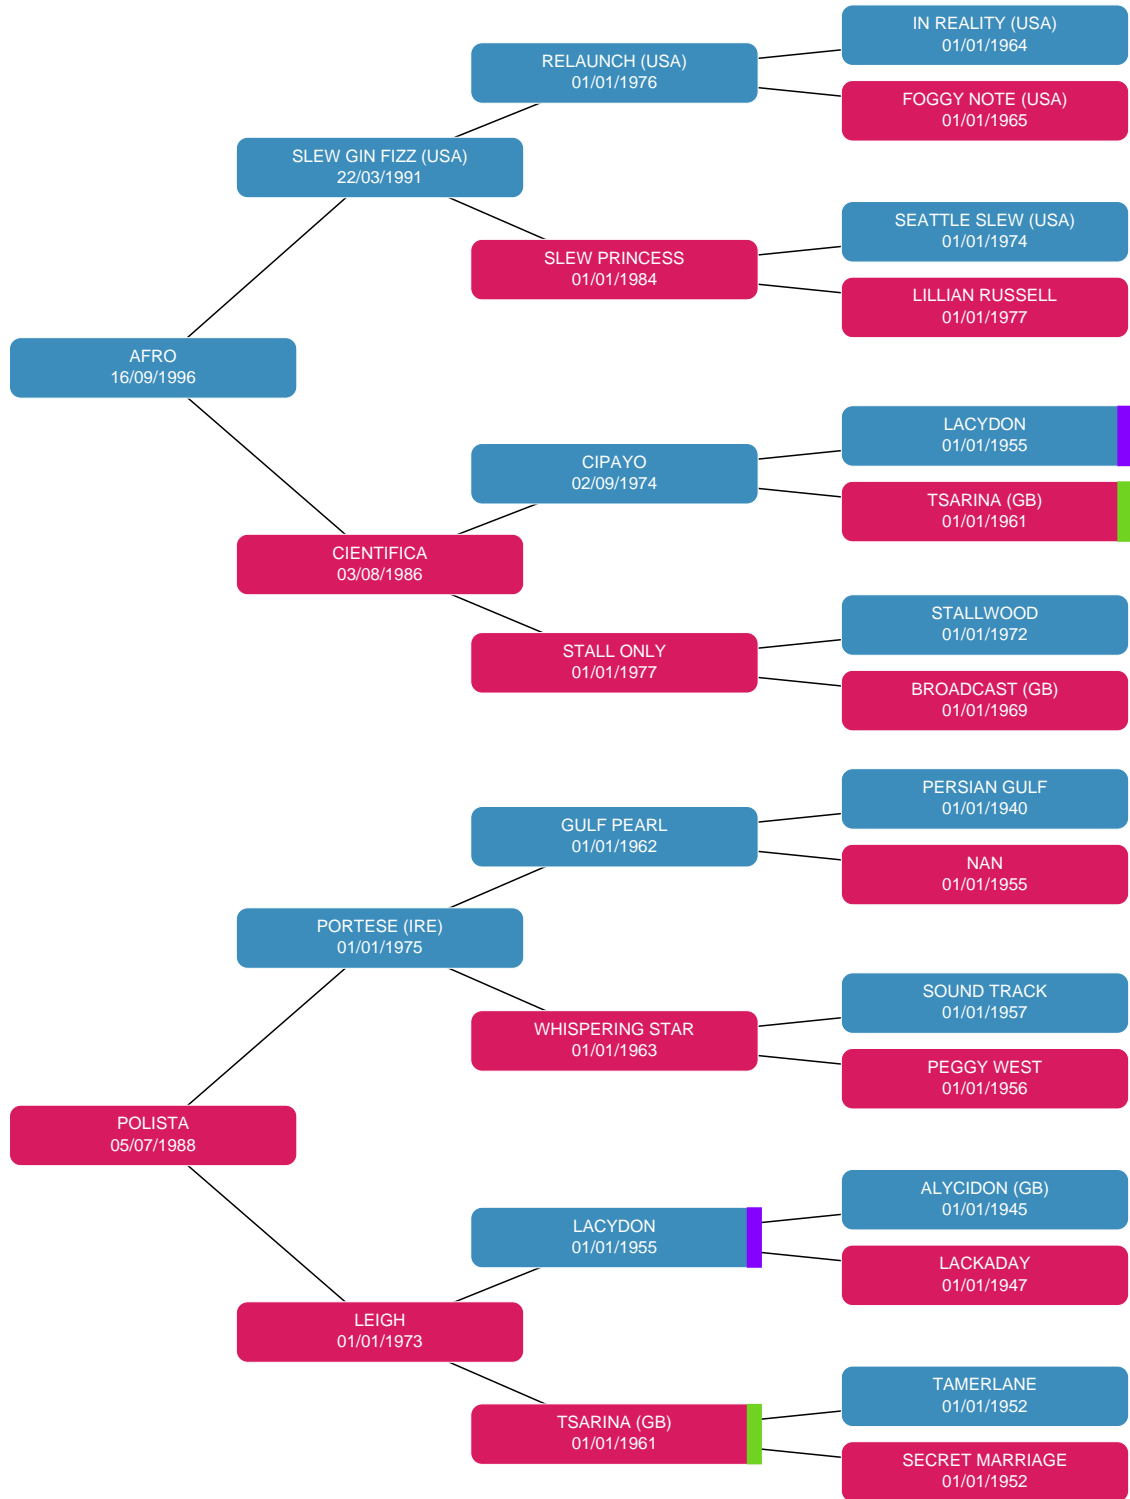 IN REALITY (USA)
01/01/1964
RELAUNCH (USA)
01/01/1976
FOGGY NOTE (USA)
01/01/1965
SLEW GIN FIZZ (USA)
22/03/1991
SEATTLE SLEW (USA)
01/01/1974
SLEW PRINCESS
01/01/1984
LILLIAN RUSSELL
01/01/1977
AFRO
16/09/1996
LACYDON
01/01/1955
CIPAYO
02/09/1974
TSARINA (GB)
01/01/1961
CIENTIFICA
03/08/1986
STALLWOOD
01/01/1972
STALL ONLY
01/01/1977
BROADCAST (GB)
01/01/1969
PERSIAN GULF
01/01/1940
GULF PEARL
01/01/1962
NAN
01/01/1955
PORTESE (IRE)
01/01/1975
SOUND TRACK
01/01/1957
WHISPERING STAR
01/01/1963
PEGGY WEST
01/01/1956
POLISTA
05/07/1988
ALYCIDON (GB)
01/01/1945
LACYDON
01/01/1955
LACKADAY
01/01/1947
LEIGH
01/01/1973
TAMERLANE
01/01/1952
TSARINA (GB)
01/01/1961
SECRET MARRIAGE
01/01/1952